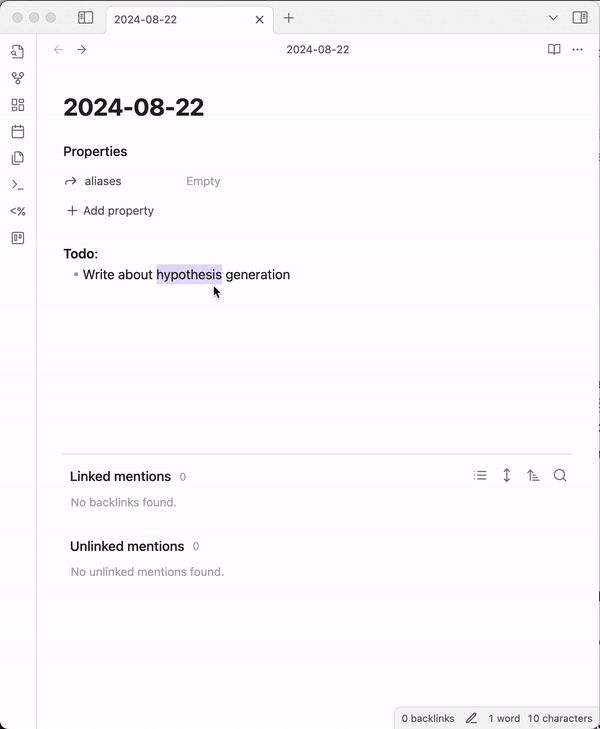 2024-08-22
2024-08-22
2024-08-22
Properties
aliases Empty
Add property
Todo:
Write about hypothesis generation
Linked mentions 0
No backlinks found.
Unlinked mentions 0
No unlinked mentions found.
<%
0 backlinks 1 word 10 characters